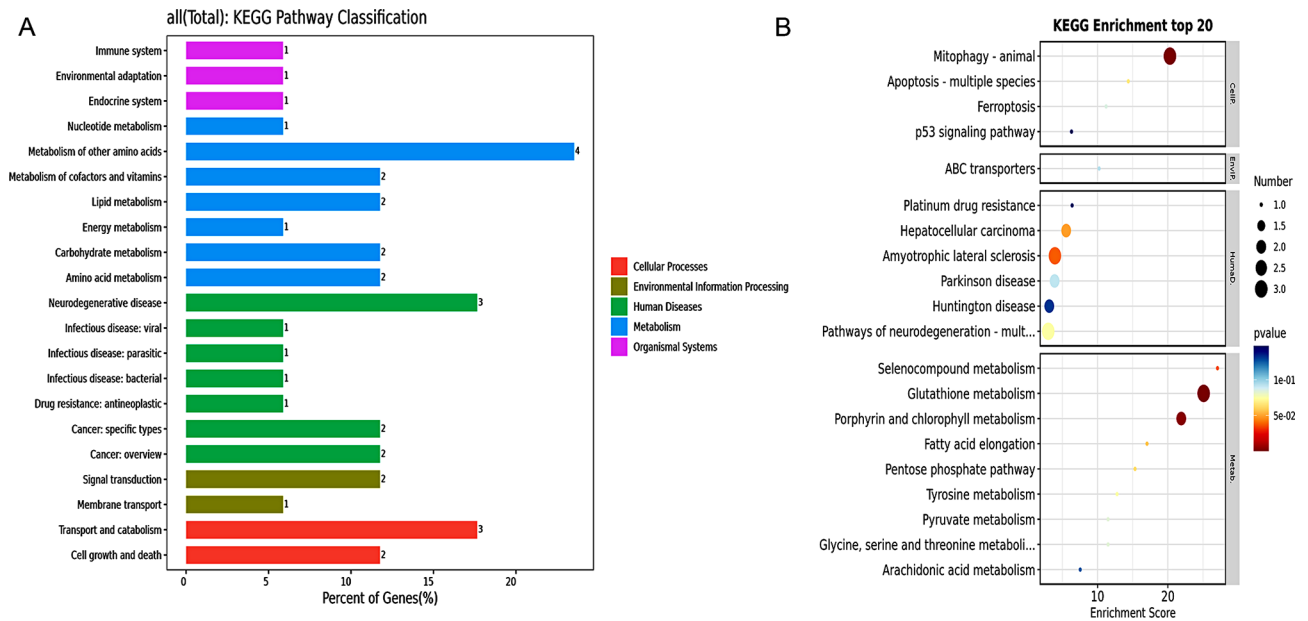 A
all(Total): KEGG Pathway Classification
Immune system
1
Environmental adaptation
1
Endocrine system
1
Nucleotide metabolism
1
Metabolism of other amino acids
4
Metabolism of cofactors and vitamins
2
Lipid metabolism
2
Energy metabolism
1
Carbohydrate metabolism
2
Amino acid metabolism
2
Neurodegenerative disease
3
Infectious disease: viral
1
Infectious disease: parasitic
1
Infectious disease: bacterial
1
Drug resistance: antineoplastic
1
Cancer: specific types
2
Cancer: overview
2
Signal transduction
2
Membrane transport
1
Transport and catabolism
3
Cell growth and death
2
0 5 10 15 20
Percent of Genes(%)
Cellular Processes
Environmental Information Processing
Human Diseases
Metabolism
Organismal Systems
B
KEGG Enrichment top 20
Mitophagy - animal
Apoptosis - multiple species
Ferroptosis
p53 signaling pathway
CellP.
ABC transporters
EnvIP.
Platinum drug resistance
Hepatocellular carcinoma
Amyotrophic lateral sclerosis
Parkinson disease
Huntington disease
Pathways of neurodegeneration - mult...
HumaD.
Selenocompound metabolism
Glutathione metabolism
Porphyrin and chlorophyll metabolism
Fatty acid elongation
Pentose phosphate pathway
Tyrosine metabolism
Pyruvate metabolism
Glycine, serine and threonine metaboli...
Arachidonic acid metabolism
Metab.
10 20
Enrichment Score
Number
1.0
1.5
2.0
2.5
3.0
pvalue
1e-01
5e-02